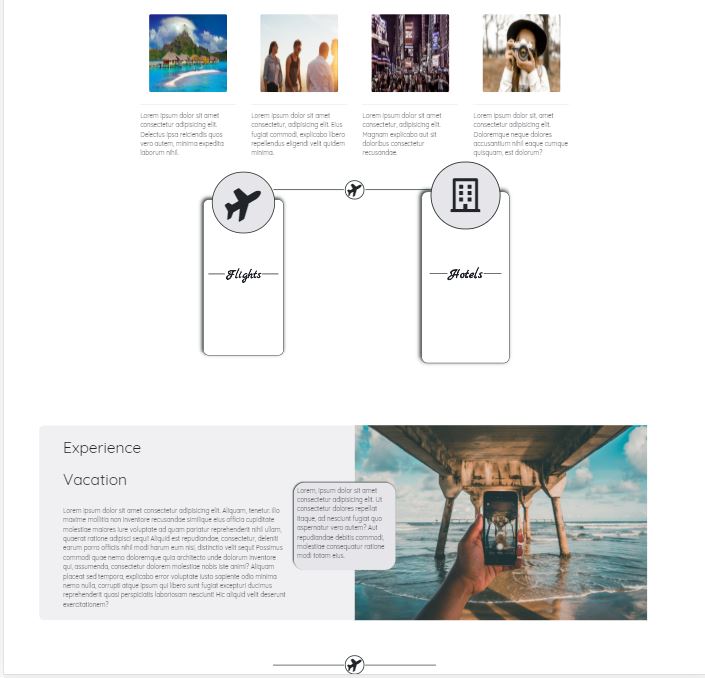 Lorem ipsum dolor sit amet
consectetur adipisicing elit.
Delectus ipsa reiciendis quos
vero autem, minima expedita
laborum nihil.
Lorem ipsum dolor sit amet
consectetur, adipisicing elit. Eius
fugiat commodi, explicabo libero
repellendus eligendi velit quidem
minima.
Lorem ipsum dolor sit amet
consectetur, adipisicing elit.
Magnam explicabo aut sit
doloribus consectetur
recusandae.
Lorem ipsum dolor sit amet,
consectetur adipisicing elit.
Doloremque neque dolores
accusantium nihil eaque cumque
quisquam, est dolorum?
Flights
Hotels
Experience
Vacation
Lorem ipsum dolor sit amet consectetur adipisicing elit. Aliquam, tenetur. Illo
maxime mollitia non inventore recusandae similique eius officia cupiditate
molestiae maiores iure voluptate ad quam pariatur reprehenderit nihil ullam,
quaerat ratione adipisci sequi! Aliquid est repudiandae, consectetur, deleniti
earum porro officiis nihil modi harum eum nisi, distinctio velit sequi! Possimus
commodi quae nemo doloremque quia architecto unde dolorum inventore
qui, assumenda, consectetur dolorem molestiae nobis iste animi? Aliquam
placeat sed tempora, explicabo error voluptate iusto sapiente odio minima
nemo nulla, corrupti atque ipsum qui libero sunt fugiat excepturi ducimus
reprehenderit quasi perspiciatis laboriosam nesciunt! Hic aliquid velit deserunt
exercitationem?
Lorem, ipsum dolor sit amet
consectetur adipisicing elit. Ut
consectetur dolores repellat
itaque, ad nesciunt fugiat quo
aspernatur vero autem? Aut
repudiandae debitis commodi,
molestiae consequatur ratione
modi totam eius.